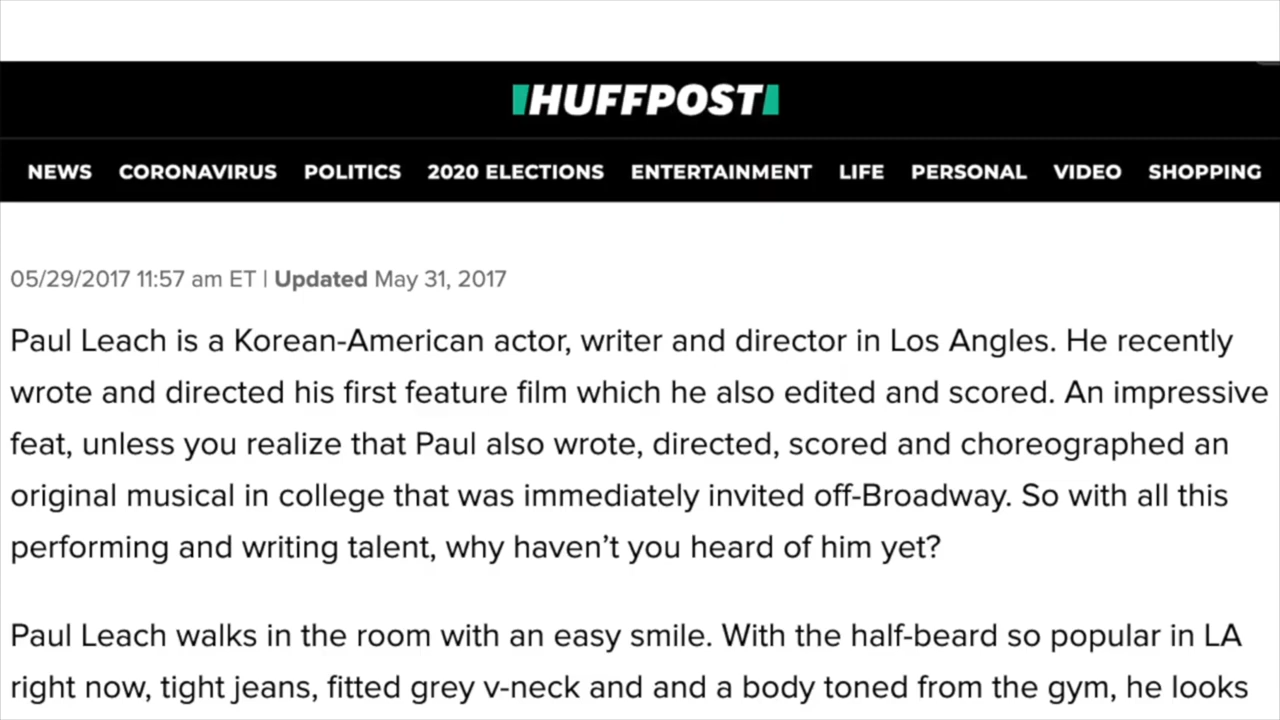 HUFFPOST
NEWS CORONAVIRUS POLITICS 2020 ELECTIONS ENTERTAINMENT LIFE PERSONAL VIDEO SHOPPING
05/29/2017 11:57 am ET | Updated May 31, 2017
Paul Leach is a Korean-American actor, writer and director in Los Angles. He recently
wrote and directed his first feature film which he also edited and scored. An impressive
feat, unless you realize that Paul also wrote, directed, scored and choreographed an
original musical in college that was immediately invited off-Broadway. So with all this
performing and writing talent, why haven’t you heard of him yet?
Paul Leach walks in the room with an easy smile. With the half-beard so popular in LA
right now, tight jeans, fitted grey v-neck and and a body toned from the gym, he looks